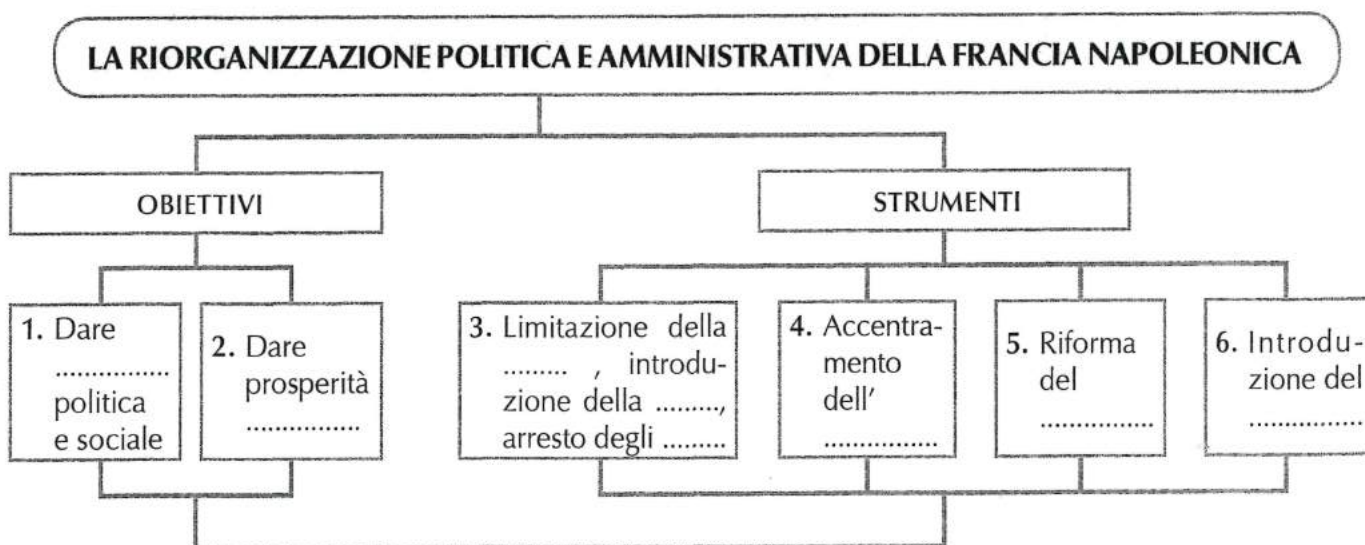 LA RIORGANIZZAZIONE POLITICA E AMMINISTRATIVA DELLA FRANCIA NAPOLEONICA
OBIETTIVI
STRUMENTI
1. Dare
...............
politica
e sociale
2. Dare
prosperità
...............
3. Limitazione della
......... , introdu-
zione della .........,
arresto degli .........
4. Accentra-
mento
dell'
...............
5. Riforma
del
...............
6. Introdu-
zione del
...............